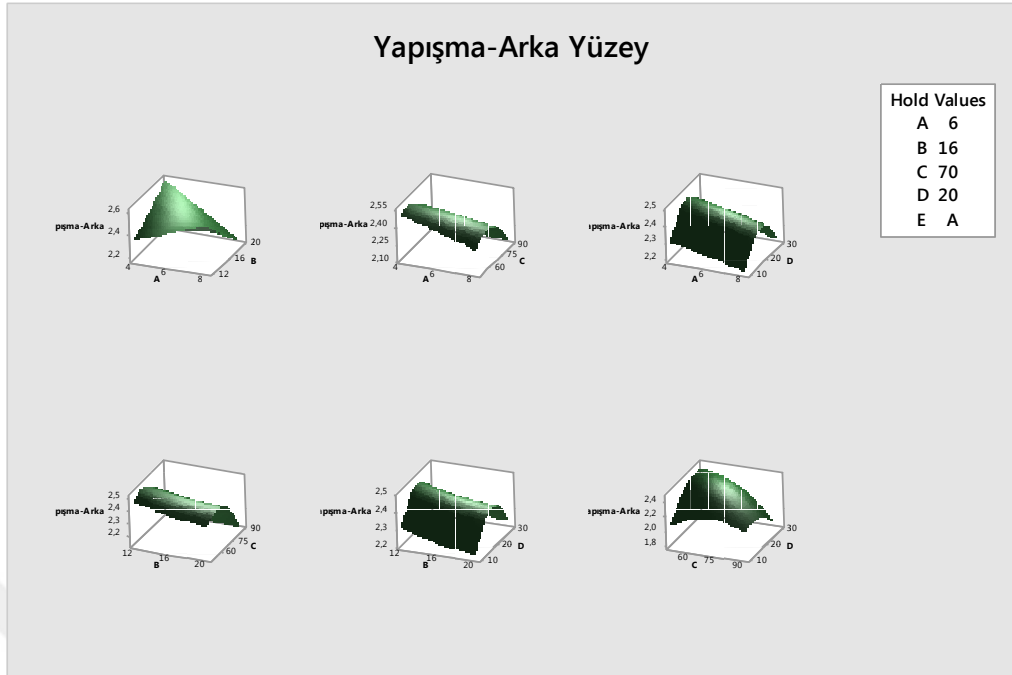 Yapışma-Arka Yüzey
Hold Values
A 6
B 16
C 70
D 20
E A
2,6
2,4
2,2
pışma-Arka
4
6
8
A
12
16
20
B
2,55
2,40
2,25
2,10
pışma-Arka
4
6
8
A
60
75
90
C
2,5
2,4
2,3
2,2
apışma-Arka
4
6
8
A
10
20
30
D
2,5
2,4
2,3
2,2
pışma-Arka
12
16
20
B
60
75
90
C
2,5
2,4
2,3
2,2
pışma-Arka
12
16
20
B
10
20
30
D
2,4
2,2
2,0
1,8
apışma-Arka
60
75
90
C
10
20
30
D